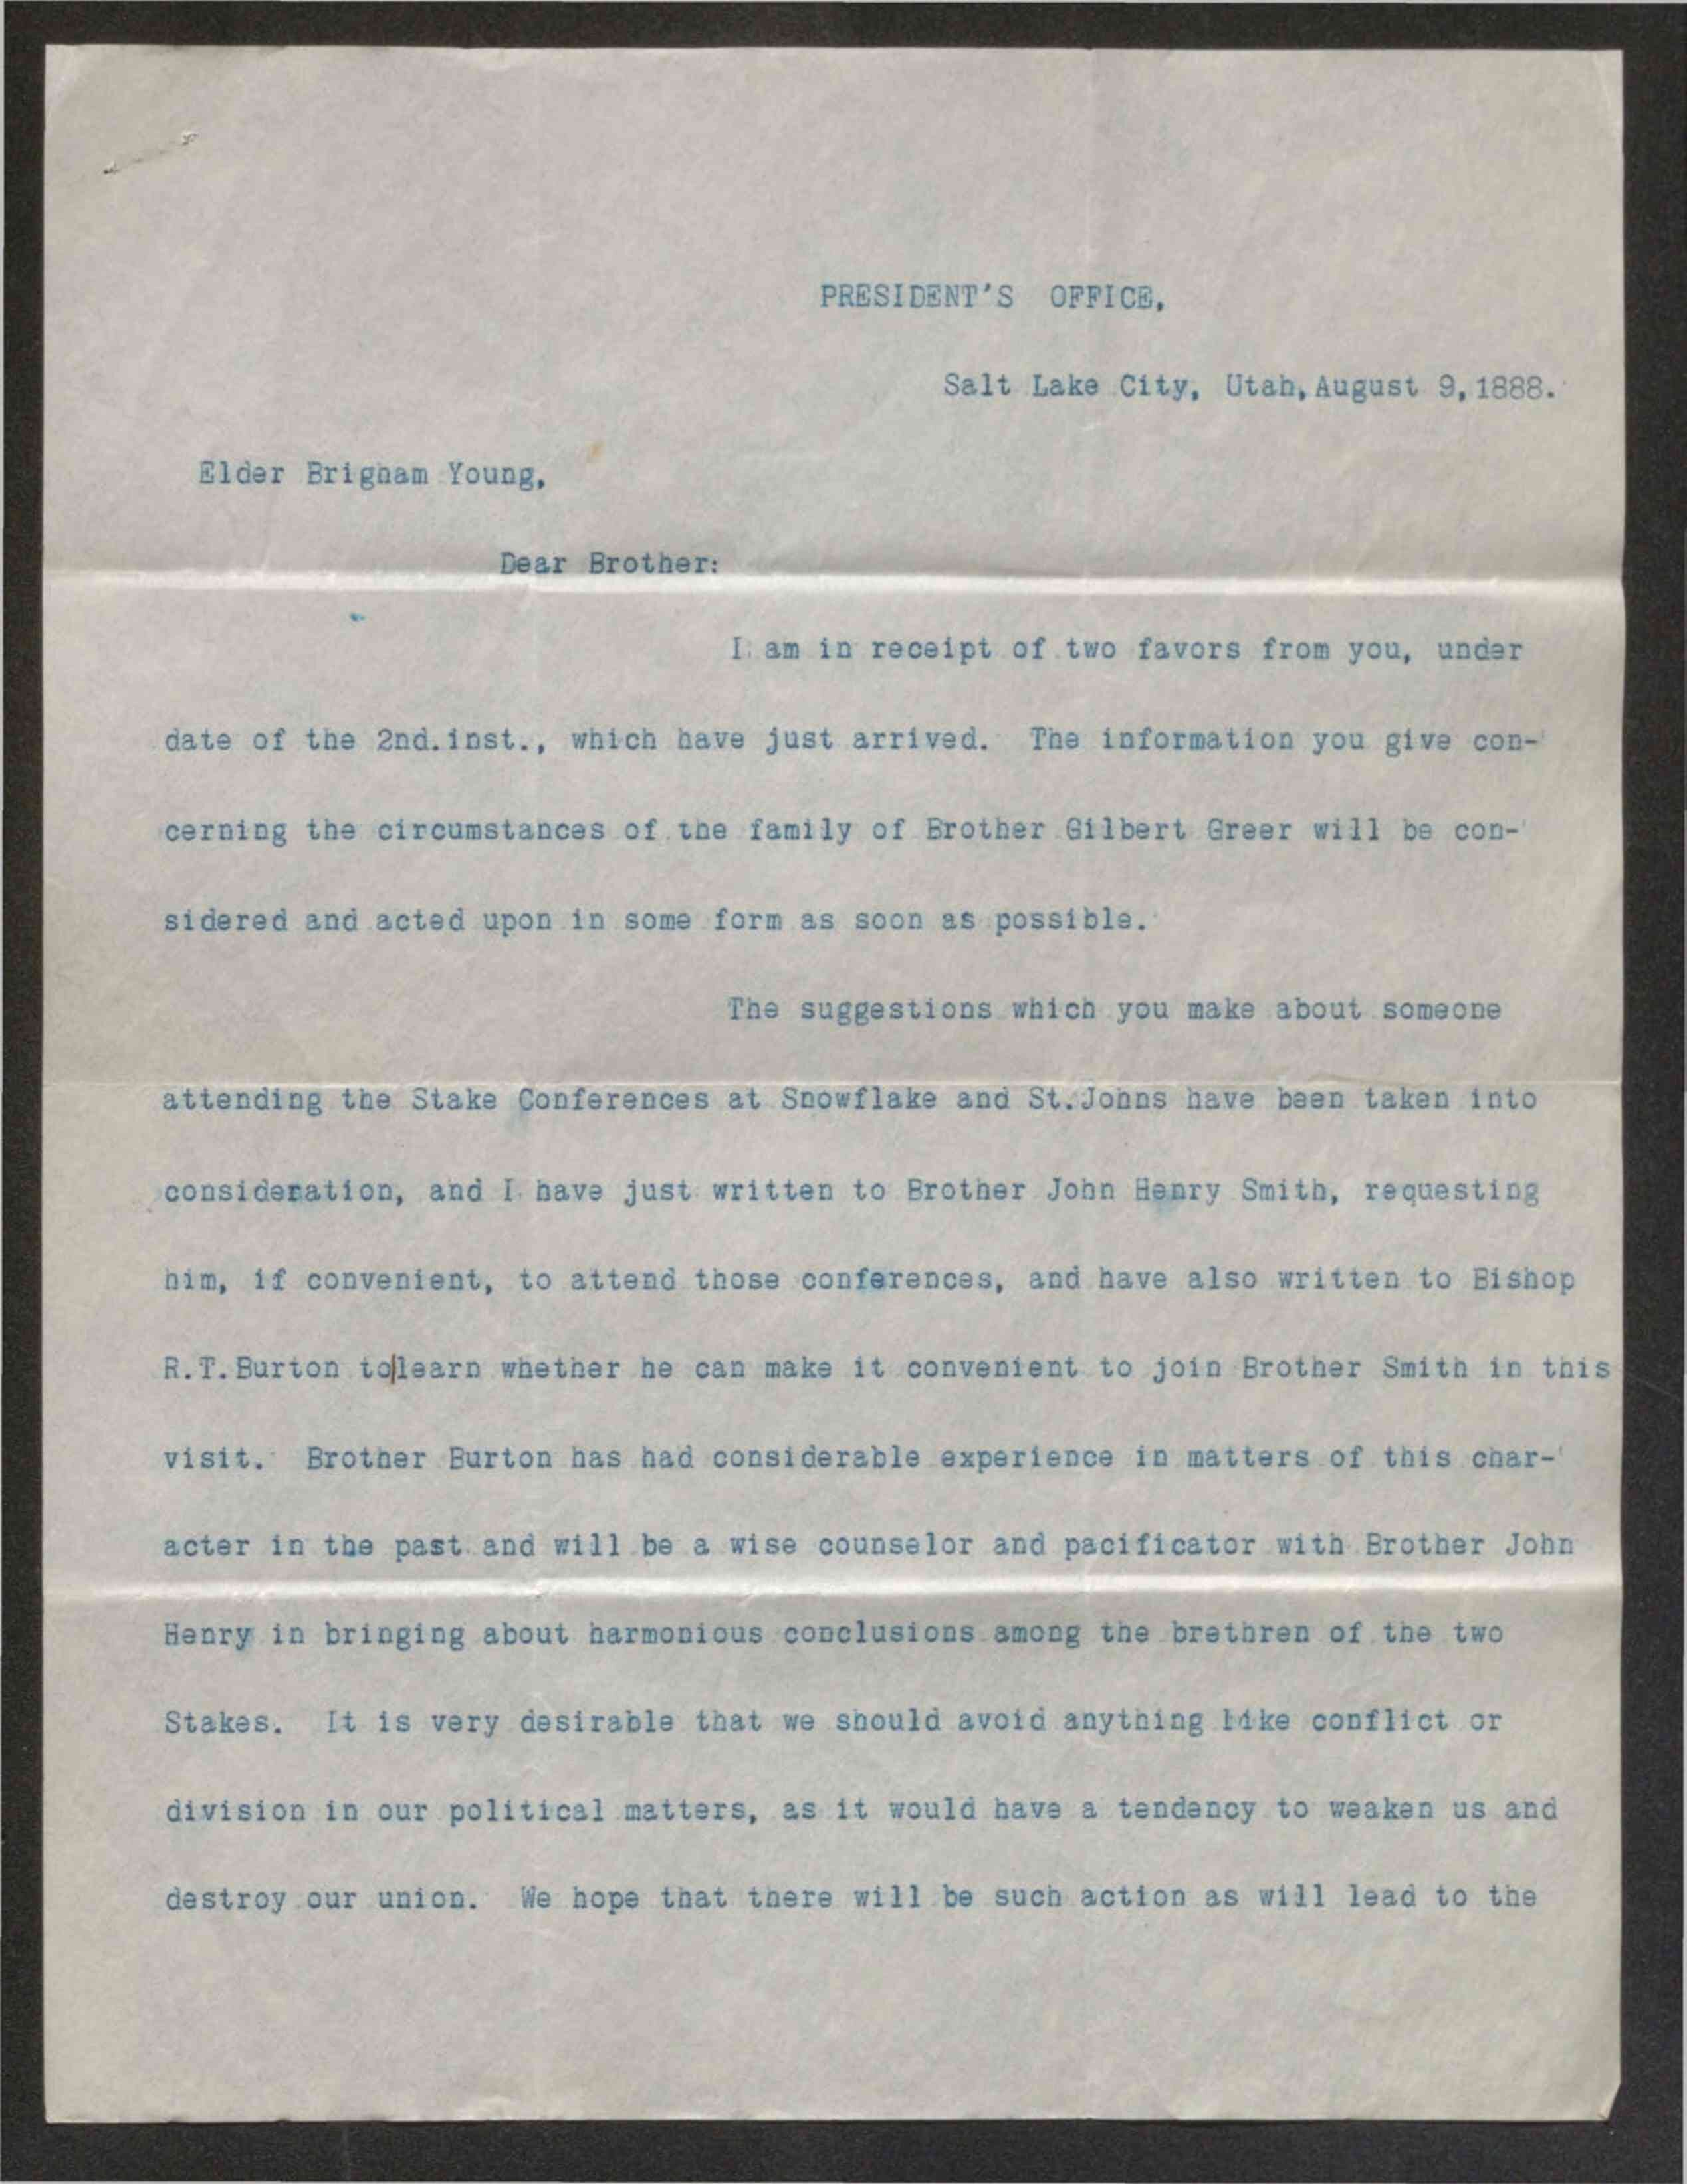 PRESIDENT'S OFFICE,
Salt Lake City, Utah, August 9, 1888.
Elder Brigham Young,
Dear Brother:
I am in receipt of two favors from you, under
date of the 2nd. inst., which have just arrived. The information you give con-
cerning the circumstances of the family of Brother Gilbert Greer will be con-
sidered and acted upon in some form as soon as possible.
The suggestions which you make about someone
attending the Stake Conferences at Snowflake and St. Johns have been taken into
consideration, and I have just written to Brother John Henry Smith, requesting
him, if convenient, to attend those conferences, and have also written to Bishop
R.T. Burton to|learn whether he can make it convenient to join Brother Smith in this
visit. Brother Burton has had considerable experience in matters of this char-
acter in the past and will be a wise counselor and pacificator with Brother John
Henry in bringing about harmonious conclusions among the brethren of the two
Stakes. It is very desirable that we should avoid anything like conflict or
division in our political matters, as it would have a tendency to weaken us and
destroy our union. We hope that there will be such action as will lead to the